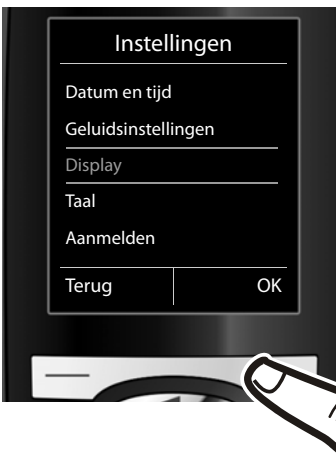 Instellingen
Datum en tijd
Geluidsinstellingen
Display
Taal
Aanmelden
Terug OK